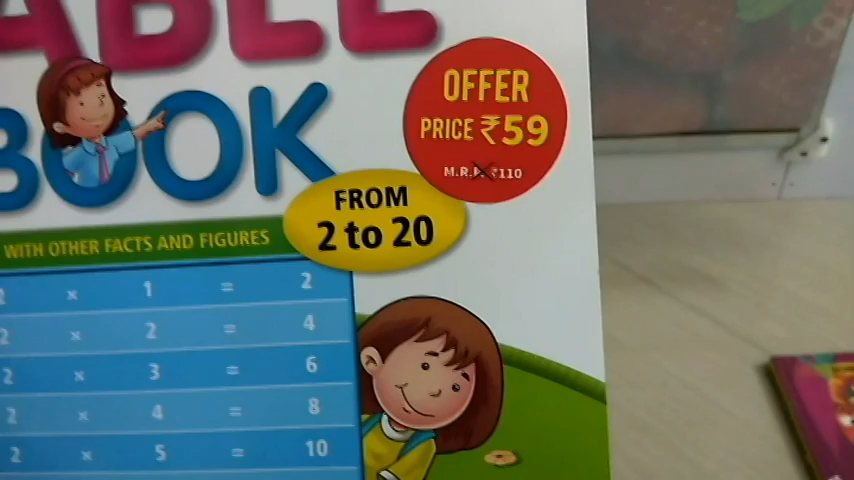 ABLE
BOOK
OFFER
PRICE ₹59
M.R.P. ₹110
FROM
2 to 20
WITH OTHER FACTS AND FIGURES
2 x 1 = 2
2 x 2 = 4
2 x 3 = 6
2 x 4 = 8
2 x 5 = 10